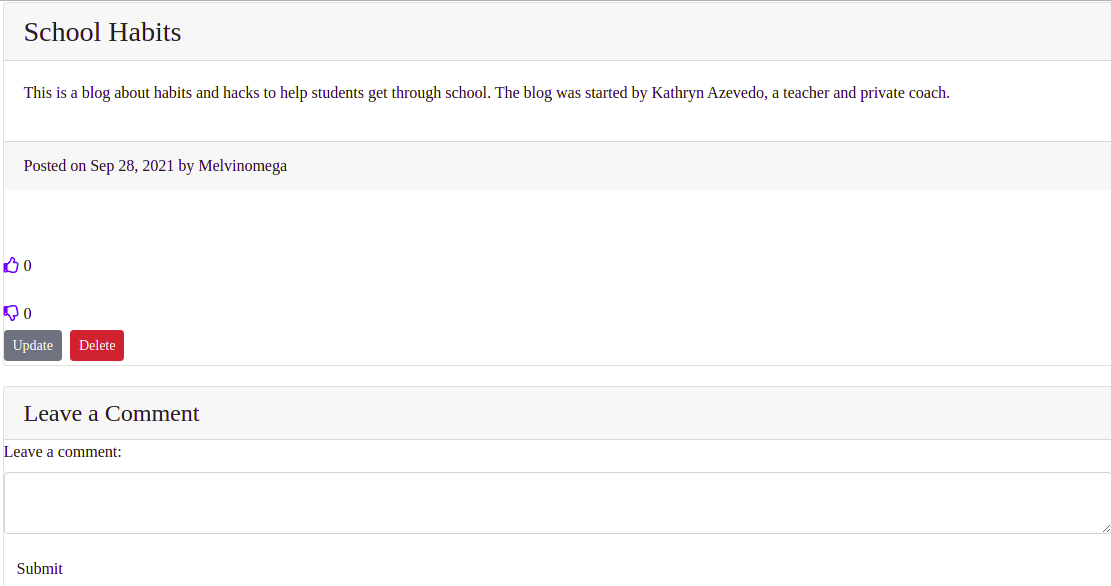 School Habits
This is a blog about habits and hacks to help students get through school. The blog was started by Kathryn Azevedo, a teacher and private coach.
Posted on Sep 28, 2021 by Melvinomega
0
0
Update Delete
Leave a Comment
Leave a comment:
Submit